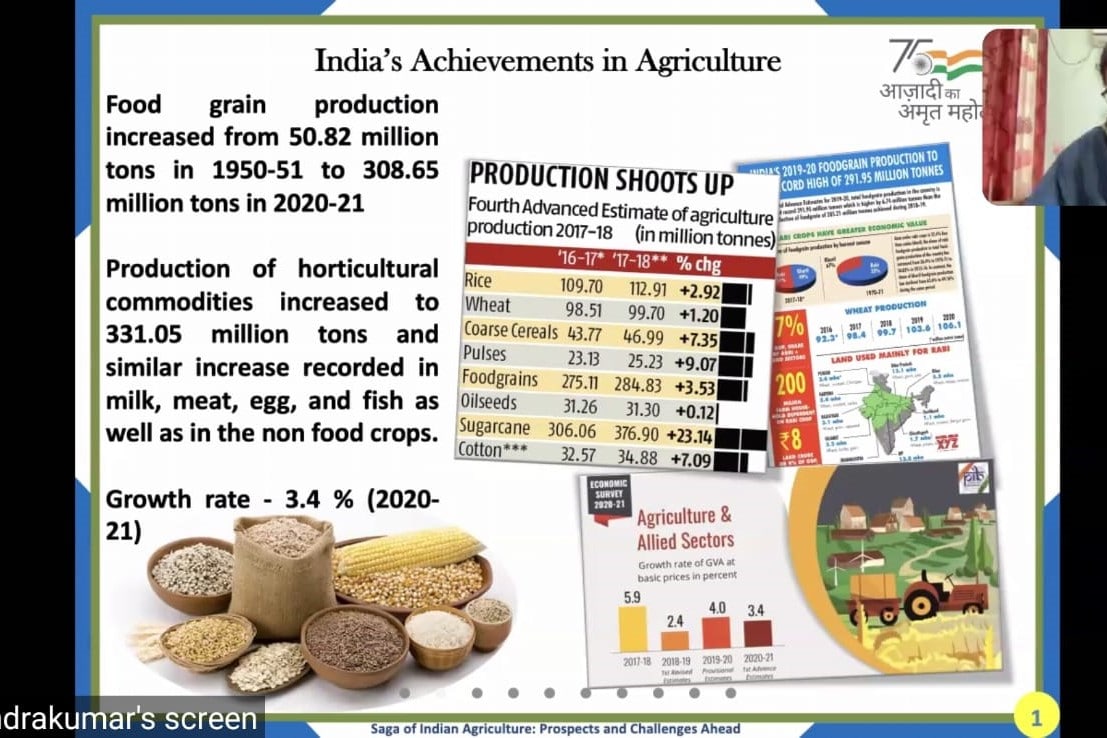 India's Achievements in Agriculture
75
आज़ादी का
अमृत
Food grain production
increased from 50.82 million
tons in 1950-51 to 308.65
million tons in 2020-21
Production of horticultural
commodities increased to
331.05 million tons and
similar increase recorded in
milk, meat, egg, and fish as
well as in the non food crops.
Growth rate - 3.4 % (2020-
21)
PRODUCTION SHOOTS UP
Fourth Advanced Estimate of agriculture
production 2017-18 (in million tonnes)
'16-17* '17-18** % chg
Rice 109.70 112.91 +2.92
Wheat 98.51 99.70 +1.20
Coarse Cereals 43.77 46.99 +7.35
Pulses 23.13 25.23 +9.07
Foodgrains 275.11 284.83 +3.53
Oilseeds 31.26 31.30 +0.12
Sugarcane 306.06 376.90 +23.14
Cotton*** 32.57 34.88 +7.09
2019-20 FOODGRAIN PRODUCTION TO
HIGH OF 291.95 MILLION TONNES
CROPS HAVE GREATER ECONOMIC VALUE
WHEAT PRODUCTION
2016 2017 2018 2019 2020
92.3 98.4 99.7 103.6 106.1
LAND USED MAINLY FOR RABI
7%
200
₹8
XYZ
ECONOMIC
SURVEY
2020-21
Agriculture &
Allied Sectors
Growth rate of GVA at
basic prices in percent
5.9 2.4 4.0 3.4
2017-18 2018-19 2019-20 2020-21
1st Revised Provisional 1st Advance
Estimates Estimates Estimates
pib
drakumar's screen
Saga of Indian Agriculture: Prospects and Challenges Ahead
1